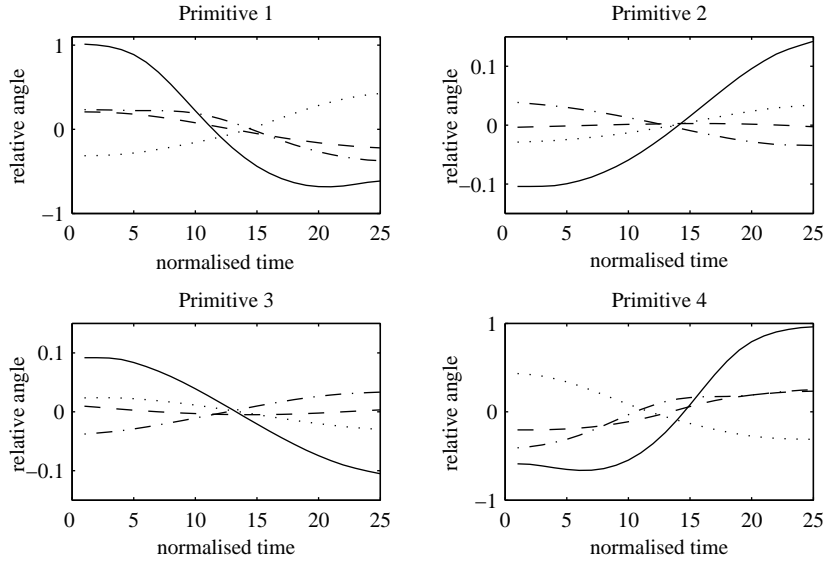 Primitive 1
relative angle
1
0
−1
0 5 10 15 20 25
normalised time
Primitive 2
relative angle
0.1
0
−0.1
0 5 10 15 20 25
normalised time
Primitive 3
relative angle
0.1
0
−0.1
0 5 10 15 20 25
normalised time
Primitive 4
relative angle
1
0
−1
0 5 10 15 20 25
normalised time